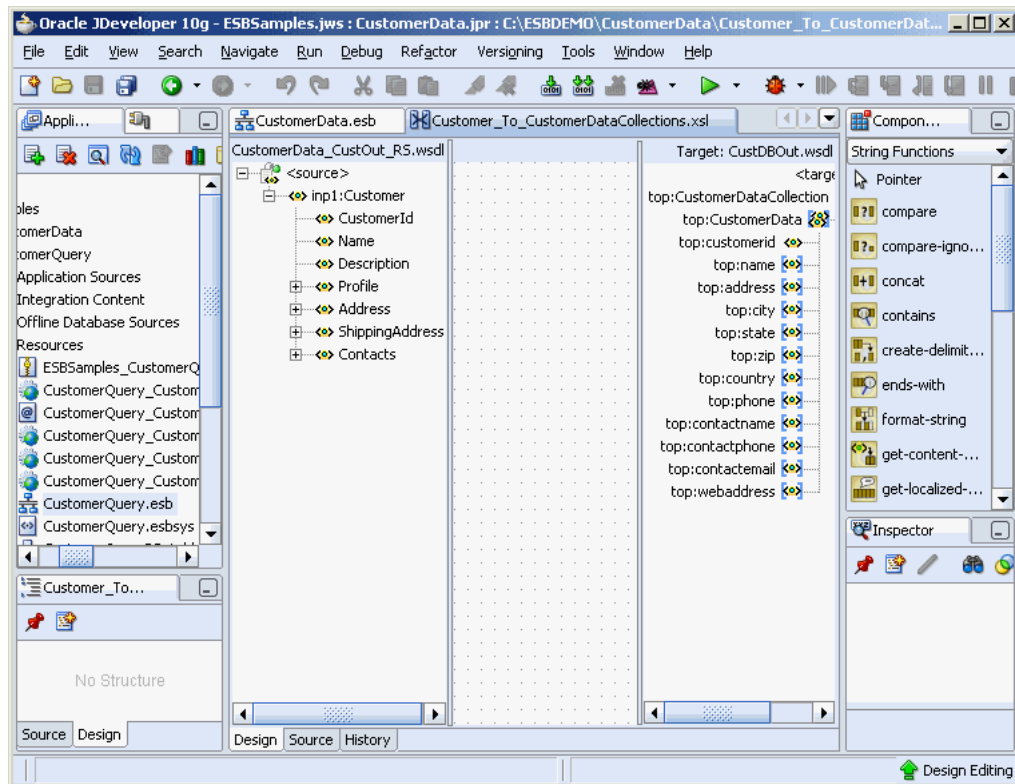 Oracle JDeveloper 10g - ESBSamples.jws : CustomerData.jpr : C:\ESBDEMO\CustomerData\Customer_To_CustomerDat...
File Edit View Search Navigate Run Debug Refactor Versioning Tools Window Help
Appli...
CustomerData.esb
Customer_To_CustomerDataCollections.xsl
Compon...
ples
omerData
omerQuery
Application Sources
Integration Content
Offline Database Sources
Resources
ESBSamples_CustomerQ
CustomerQuery_Custom
CustomerQuery_Custom
CustomerQuery_Custom
CustomerQuery_Custom
CustomerQuery_Custom
CustomerQuery.esb
CustomerQuery.esbsys
Customer_To...
No Structure
Source Design
CustomerData_CustOut_RS.wsdl
<source>
inp1:Customer
CustomerId
Name
Description
Profile
Address
ShippingAddress
Contacts
Target: CustDBOut.wsdl
<targe
top:CustomerDataCollection
top:CustomerData
top:customerid
top:name
top:address
top:city
top:state
top:zip
top:country
top:phone
top:contactname
top:contactphone
top:contactemail
top:webaddress
Design Source History
String Functions
Pointer
compare
compare-igno...
concat
contains
create-delimit...
ends-with
format-string
get-content-...
get-localized-...
Inspector
Design Editing